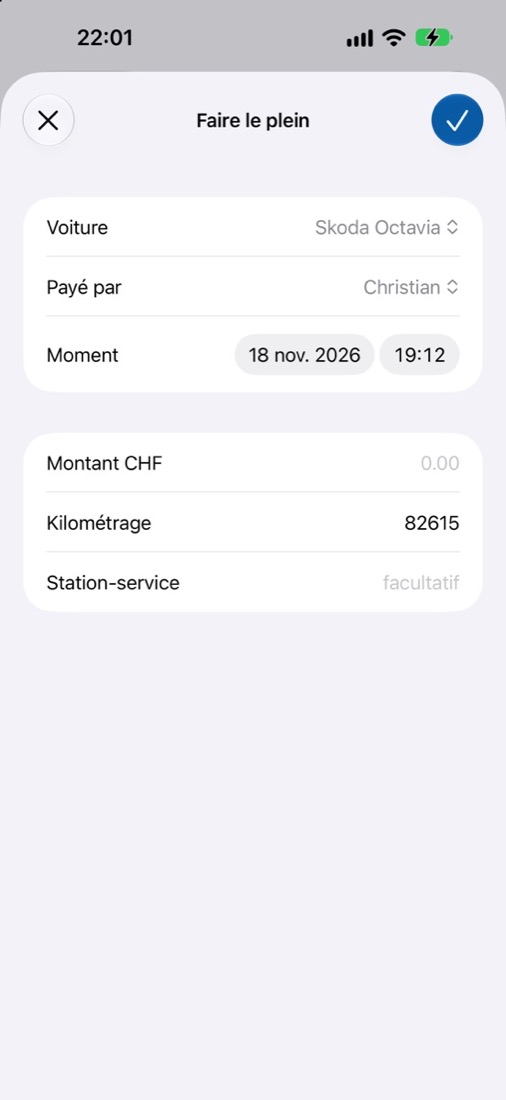 22:01
Faire le plein
Voiture Skoda Octavia
Payé par Christian
Moment 18 nov. 2026 19:12
Montant CHF 0.00
Kilométrage 82615
Station-service facultatif